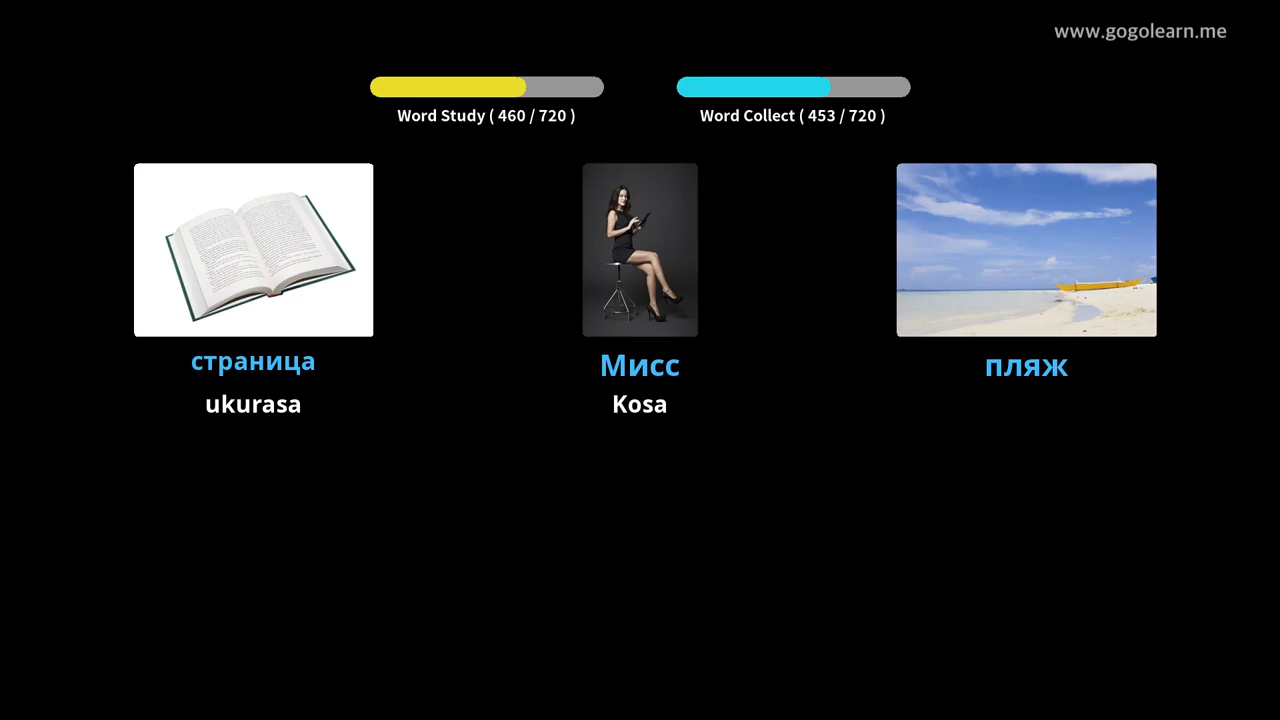 www.gogolearn.me
Word Study ( 460 / 720 )
Word Collect ( 453 / 720 )
страница
Мисс
пляж
ukurasa
Kosa